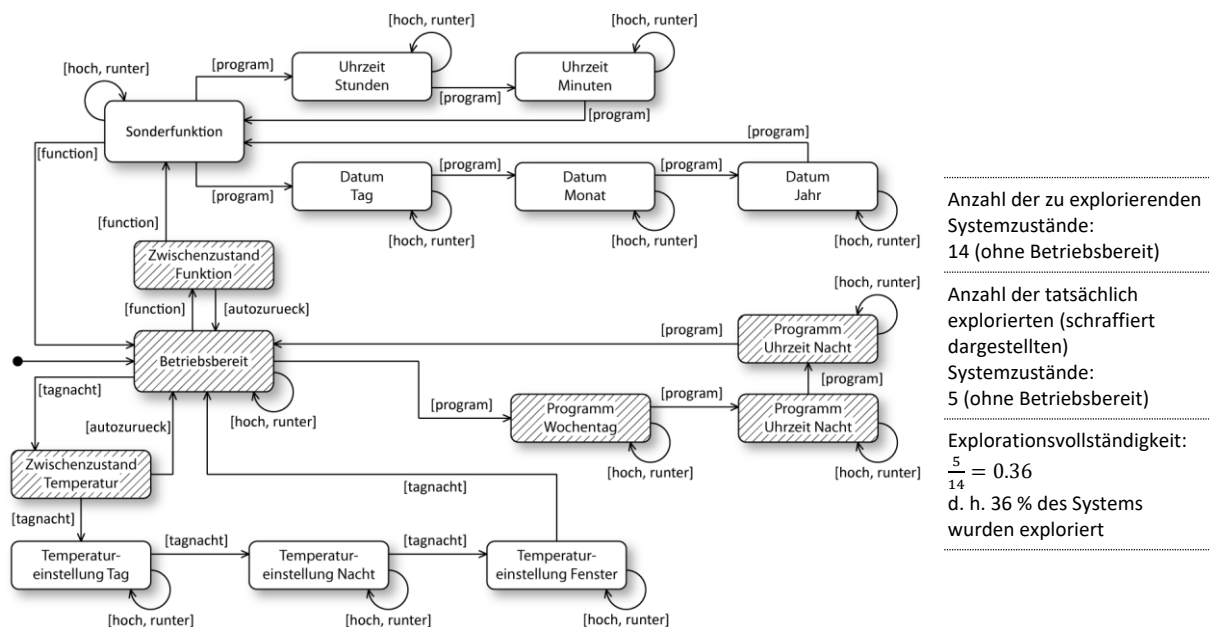 [hoch, runter]
[hoch, runter]
[hoch, runter]
[program]
Uhrzeit
Stunden
Uhrzeit
Minuten
[program]
[program]
Sonderfunktion
[function]
[program]
[program]
Datum
Tag
[program]
Datum
Monat
[program]
Datum
Jahr
[hoch, runter]
[hoch, runter]
[hoch, runter]
[function]
Zwischenzustand
Funktion
[function]
[autozurueck]
[hoch, runter]
Programm
Uhrzeit Nacht
[program]
Betriebsbereit
[tagnacht]
[hoch, runter]
[program]
[program]
[program]
Programm
Wochentag
Programm
Uhrzeit Nacht
[hoch, runter]
[hoch, runter]
[autozurueck]
Zwischenzustand
Temperatur
[tagnacht]
[tagnacht]
Temperatur-
einstellung Tag
[tagnacht]
Temperatur-
einstellung Nacht
[tagnacht]
Temperatur-
einstellung Fenster
[hoch, runter]
[hoch, runter]
[hoch, runter]
Anzahl der zu explorierenden
Systemzustände:
14 (ohne Betriebsbereit)
Anzahl der tatsächlich
explorierten (schraffiert
dargestellten)
Systemzustände:
5 (ohne Betriebsbereit)
Explorationsvollständigkeit:
5/14 = 0.36
d. h. 36 % des Systems
wurden exploriert